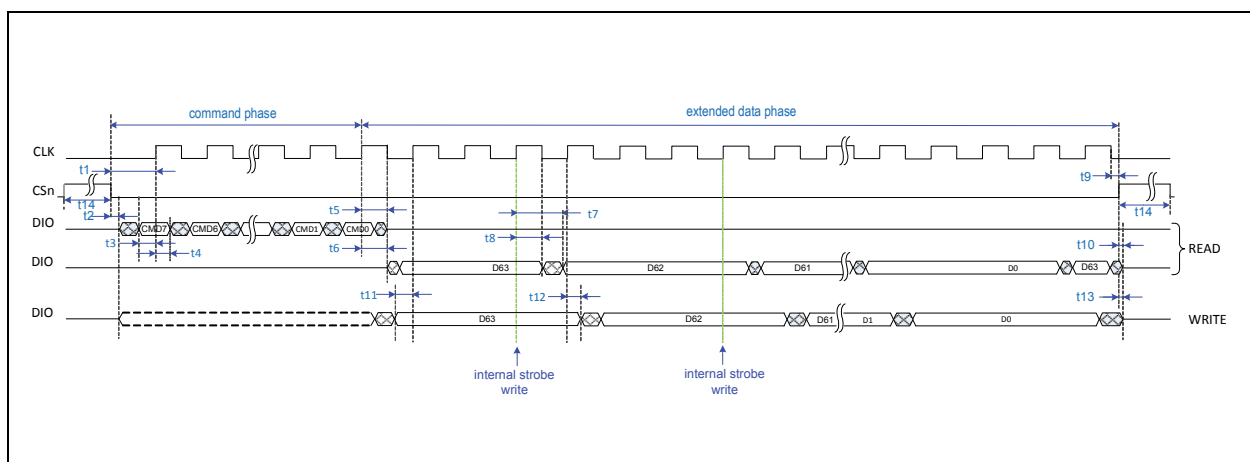 command phase
extended data phase
CLK
t1
t9
CSn
t14
t2
t5
t7
t14
DIO
CMD7
CMD6
CMD1
CMD0
t3
t4
t6
t8
t10
READ
DIO
D63
D62
D61
D0
D63
t11
t12
t13
DIO
D63
D62
D61
D1
D0
WRITE
internal strobe
write
internal strobe
write